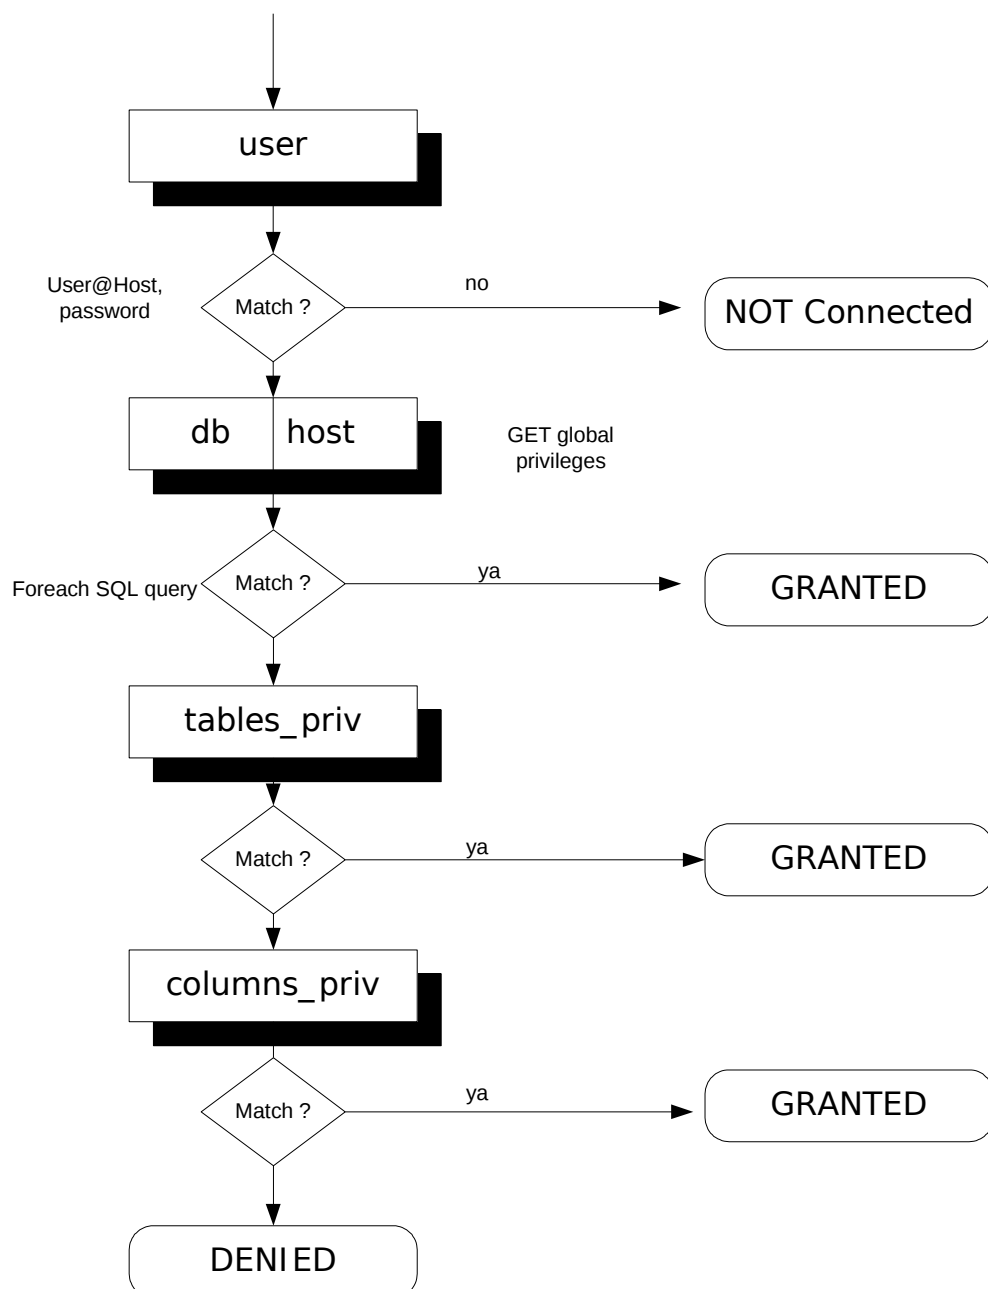 user
User@Host,
password
Match ?
no
NOT Connected
db
host
GET global
privileges
Foreach SQL query
Match ?
ya
GRANTED
tables_priv
Match ?
ya
GRANTED
columns_priv
Match ?
ya
GRANTED
DENIED